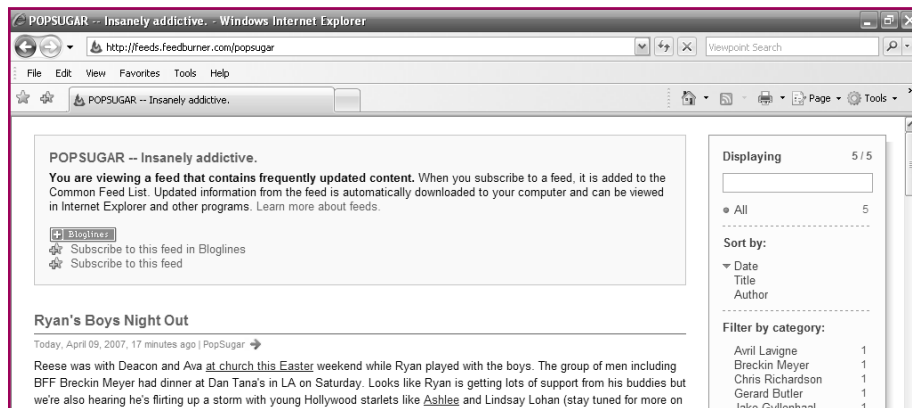 POPSUGAR -- Insanely addictive. - Windows Internet Explorer
http://feeds.feedburner.com/popsugar
Viewpoint Search
File Edit View Favorites Tools Help
POPSUGAR -- Insanely addictive.
Page Tools
POPSUGAR -- Insanely addictive.
You are viewing a feed that contains frequently updated content. When you subscribe to a feed, it is added to the
Common Feed List. Updated information from the feed is automatically downloaded to your computer and can be viewed
in Internet Explorer and other programs. Learn more about feeds.
Bloglines
Subscribe to this feed in Bloglines
Subscribe to this feed
Ryan's Boys Night Out
Today, April 09, 2007, 17 minutes ago | PopSugar
Reese was with Deacon and Ava at church this Easter weekend while Ryan played with the boys. The group of men including
BFF Breckin Meyer had dinner at Dan Tana's in LA on Saturday. Looks like Ryan is getting lots of support from his buddies but
we're also hearing he's flirting up a storm with young Hollywood starlets like Ashlee and Lindsay Lohan (stay tuned for more on
Displaying 5 / 5
All 5
Sort by:
Date
Title
Author
Filter by category:
Avril Lavigne 1
Breckin Meyer 1
Chris Richardson 1
Gerard Butler 1
Jake Gyllenhaal 1